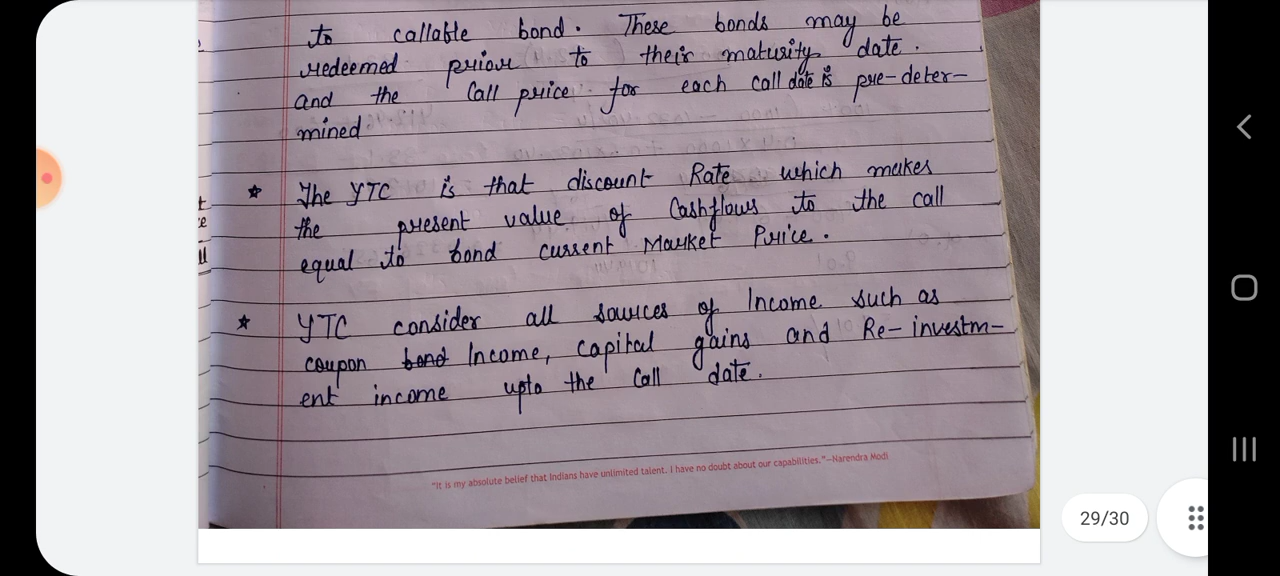 to callable bond. These bonds may be
redeemed priour to their maturity date.
and the Call price for each call date is pre-deter-
mined
★ The YTC is that discount Rate which makes
the present value of Cashflows to the call
equal to bond current Market Price.
★ YTC consider all sources of Income such as
coupon bond Income, capital gains and Re-investm-
ent income upto the Call date.
"It is my absolute belief that Indians have unlimited talent. I have no doubt about our capabilities."–Narendra Modi
29/30